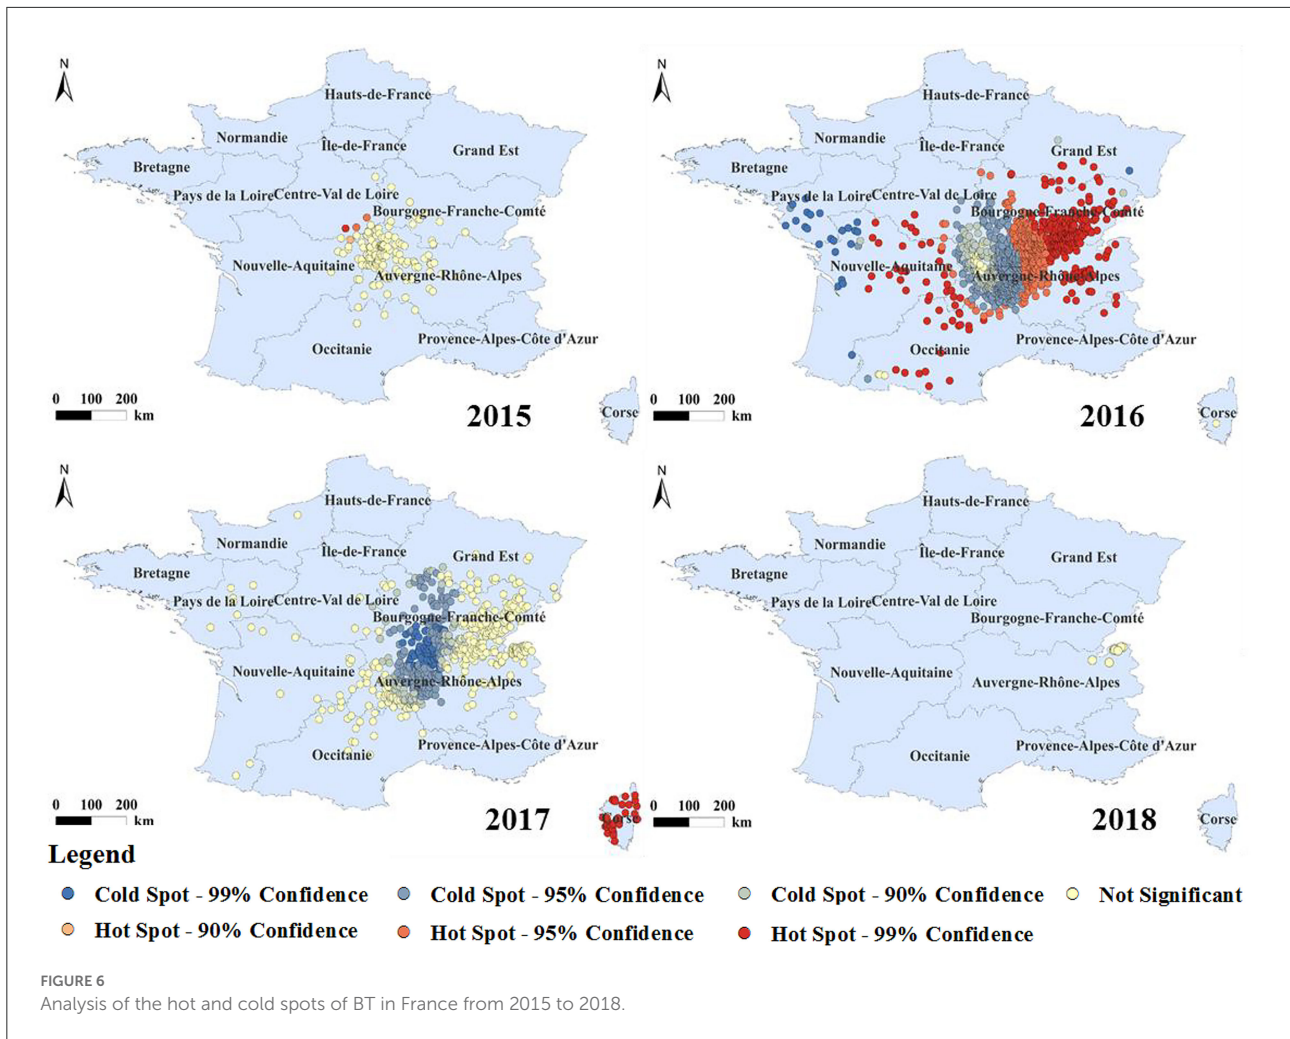 N
Hauts-de-France
Normandie
Île-de-France
Grand Est
Bretagne
Pays de la Loire
Centre-Val de Loire
Bourgogne-Franche-Comté
Nouvelle-Aquitaine
Auvergne-Rhône-Alpes
Occitanie
Provence-Alpes-Côte d'Azur
0 100 200
km
2015
Corse
N
Hauts-de-France
Normandie
Île-de-France
Grand Est
Bretagne
Pays de la Loire
Centre-Val de Loire
Bourgogne-Franche-Comté
Nouvelle-Aquitaine
Auvergne-Rhône-Alpes
Occitanie
Provence-Alpes-Côte d'Azur
0 100 200
km
2016
Corse
N
Hauts-de-France
Normandie
Île-de-France
Grand Est
Bretagne
Pays de la Loire
Centre-Val de Loire
Bourgogne-Franche-Comté
Nouvelle-Aquitaine
Auvergne-Rhône-Alpes
Occitanie
Provence-Alpes-Côte d'Azur
0 100 200
km
2017
Corse
N
Hauts-de-France
Normandie
Île-de-France
Grand Est
Bretagne
Pays de la Loire
Centre-Val de Loire
Bourgogne-Franche-Comté
Nouvelle-Aquitaine
Auvergne-Rhône-Alpes
Occitanie
Provence-Alpes-Côte d'Azur
0 100 200
km
2018
Corse
Legend
Cold Spot - 99% Confidence
Cold Spot - 95% Confidence
Cold Spot - 90% Confidence
Not Significant
Hot Spot - 90% Confidence
Hot Spot - 95% Confidence
Hot Spot - 99% Confidence
FIGURE 6
Analysis of the hot and cold spots of BT in France from 2015 to 2018.